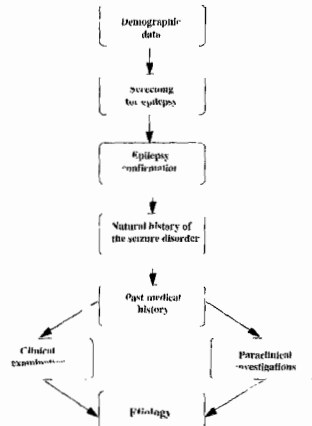 Demographic
data
Screening
for epilepsy
Epilepsy
confirmation
Natural history of
the seizure disorder
Past medical
history
Clinical
examination
Paraclinical
investigations
Etiology